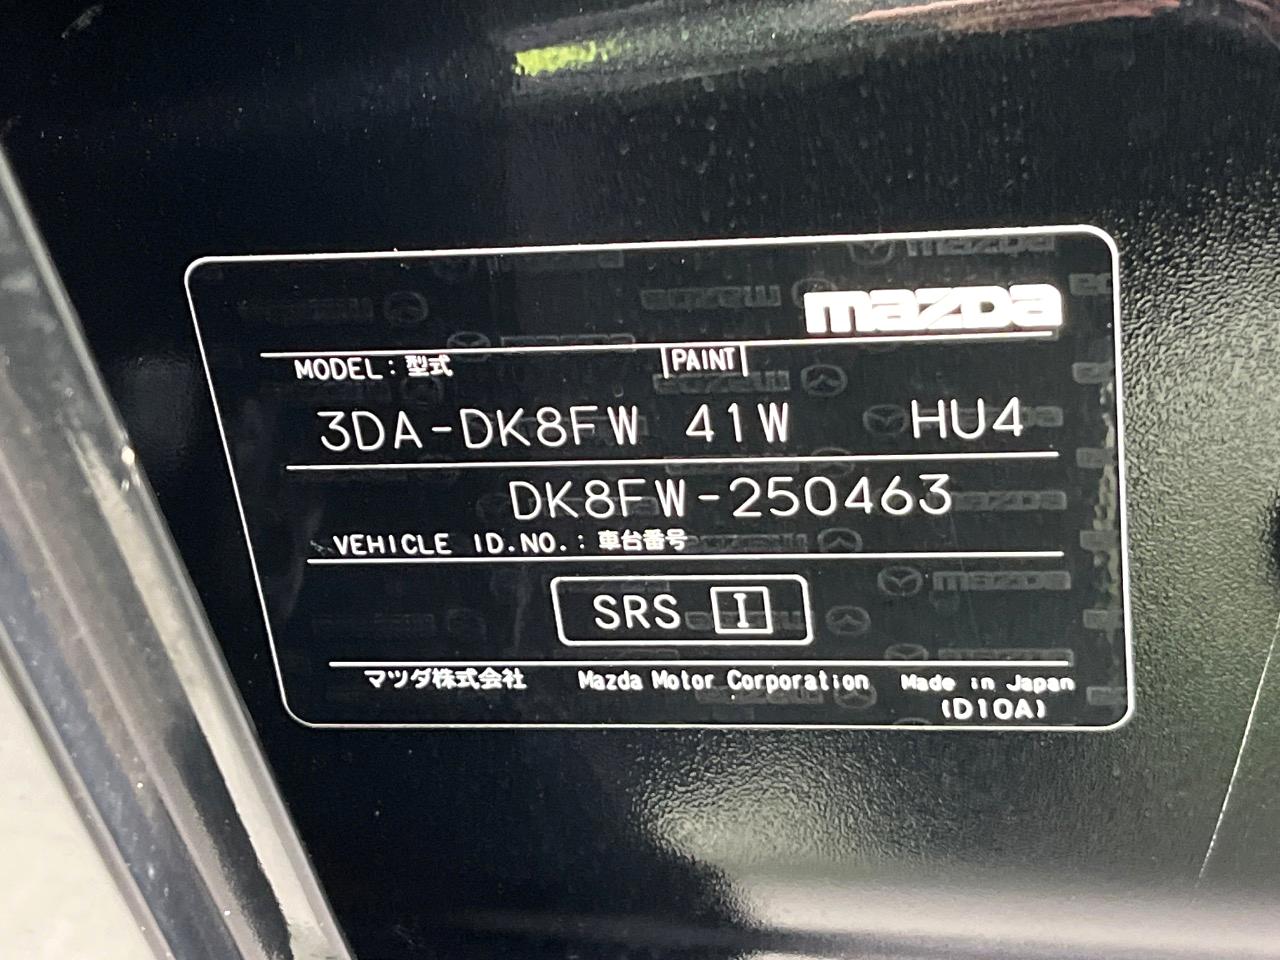 mazda
MODEL: 型式 PAINT
3DA-DK8FW 41W HU4
DK8FW-250463
VEHICLE ID.NO.: 車台番号
SRS I
マツダ株式会社 Mazda Motor Corporation Made in Japan
(D10A)